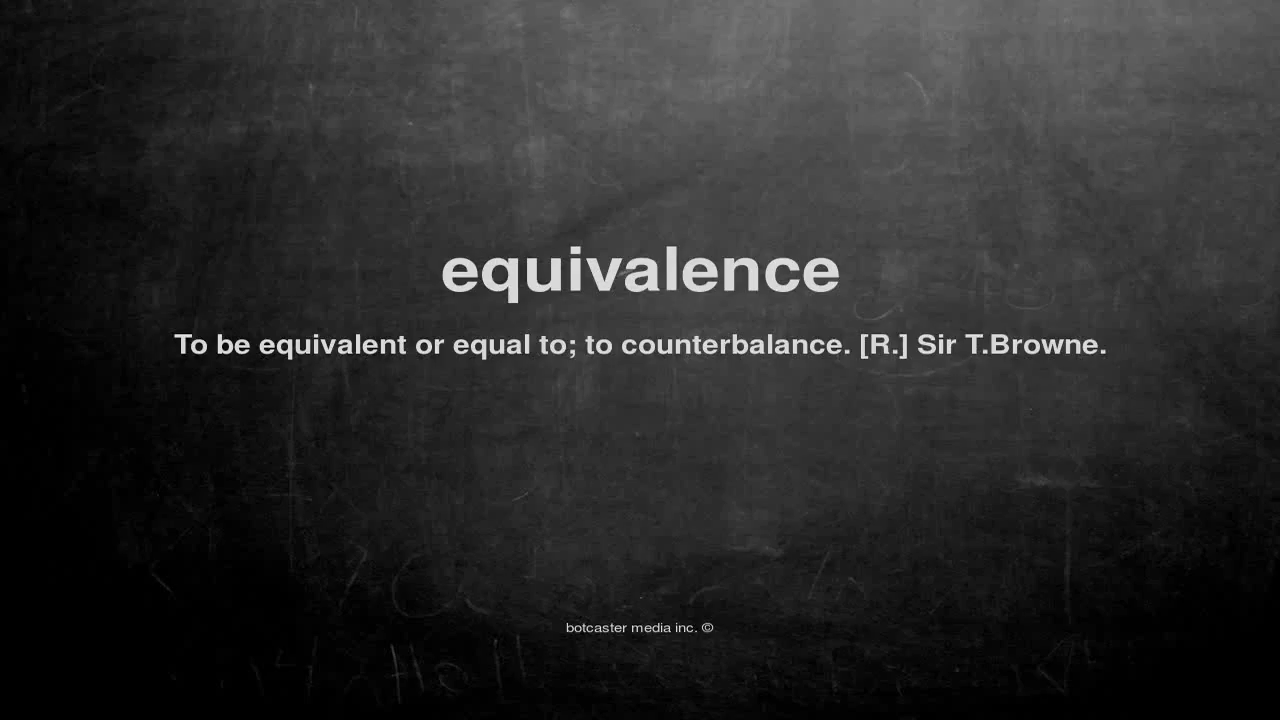 equivalence
To be equivalent or equal to; to counterbalance. [R.] Sir T.Browne.
botcaster media inc. ©